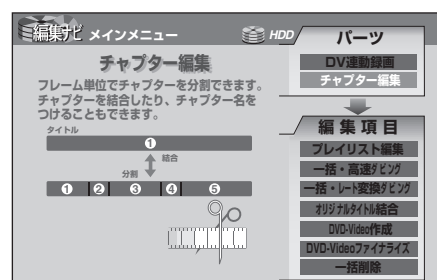 編集ナビ メインメニュー
HDD
チャプター編集
フレーム単位でチャプターを分割できます。
チャプターを結合したり、チャプター名を
つけることもできます。
タイトル
①
結合
分割
① ② ③ ④ ⑤
パーツ
DV連動録画
チャプター編集
編集項目
プレイリスト編集
一括・高速ダビング
一括・レート変換ダビング
オリジナルタイトル結合
DVD-Video作成
DVD-Videoファイナライズ
一括削除